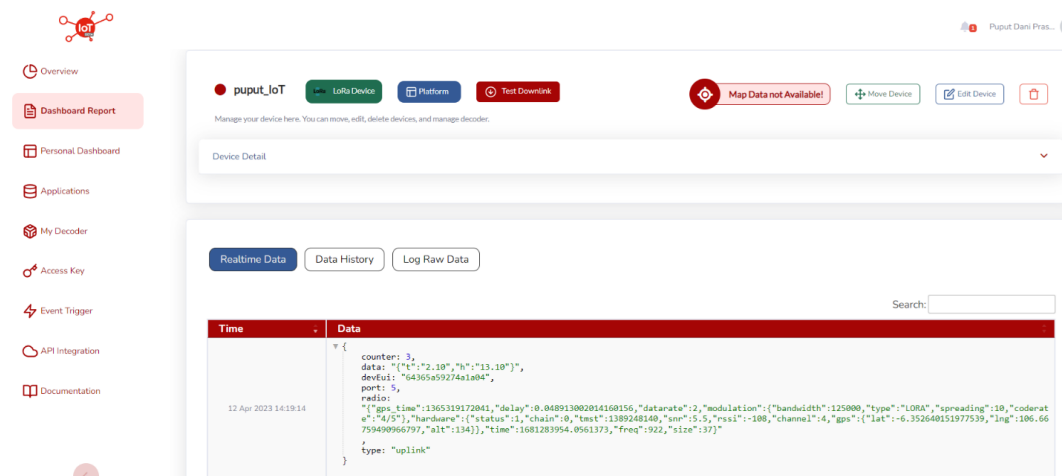 IoT
1
Puput Dani Pras...
Overview
Dashboard Report
Personal Dashboard
Applications
My Decoder
Access Key
Event Trigger
API Integration
Documentation
puput_IoT
LoRa Device
Platform
Test Downlink
Map Data not Available!
Move Device
Edit Device
Manage your device here. You can move, edit, delete devices, and manage decoder.
Device Detail
Realtime Data
Data History
Log Raw Data
Search:
Time
Data
12 Apr 2023 14:19:14
{
counter: 3,
data: "{"t":"2.10","h":"13.10"}",
devEui: "64365a59274a1a04",
port: 5,
radio:
"{"gps_time":1365319172041,"delay":0.048913002014160156,"datarate":2,"modulation":{"bandwidth":125000,"type":"LORA","spreading":10,"coderat
e":"4/5"},"hardware":{"status":1,"chain":0,"tmst":1389248140,"snr":5.5,"rssi":-108,"channel":4,"gps":{"lat":-6.352640151977539,"lng":106.66
759490966797,"alt":134}},"time":1681283954.0561373,"freq":922,"size":37}"
,
type: "uplink"
}